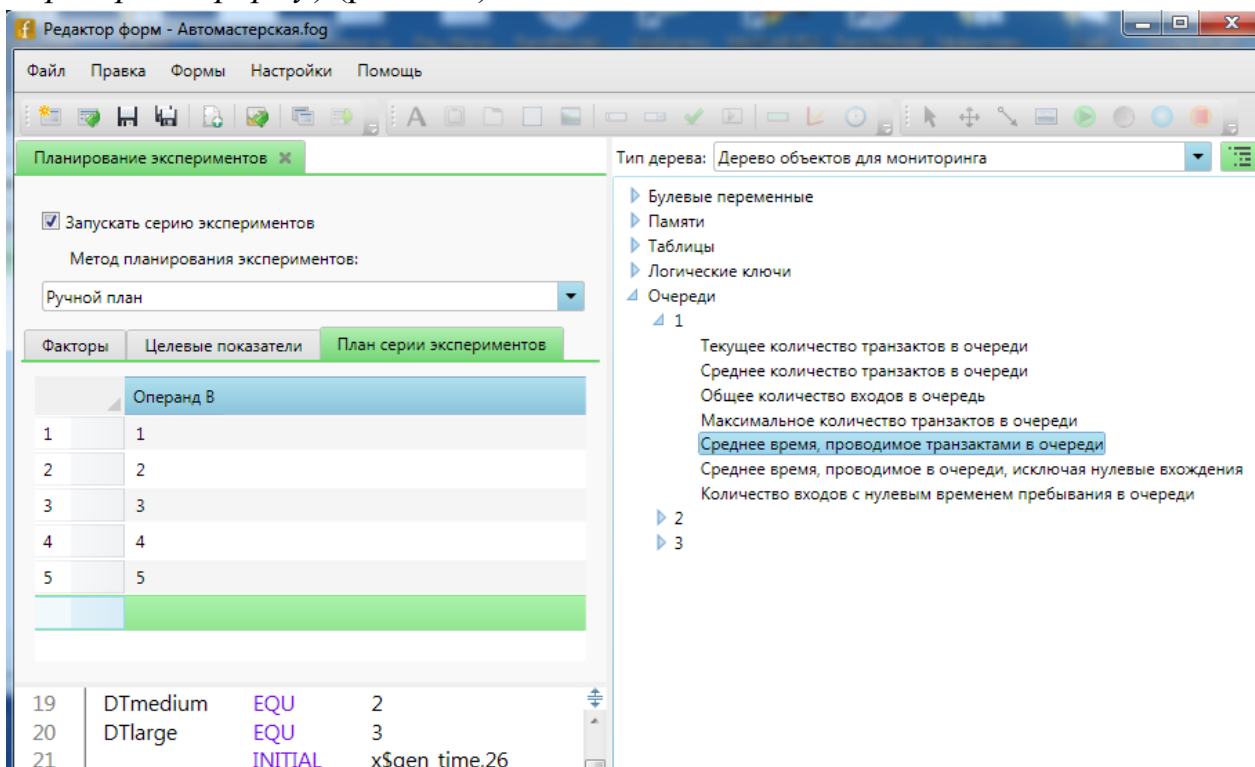 Редактор форм - Автомастерская.fog
Файл Правка Формы Настройки Помощь
Планирование экспериментов
Запускать серию экспериментов
Метод планирования экспериментов:
Ручной план
Факторы Целевые показатели План серии экспериментов
Операнд B
1 1
2 2
3 3
4 4
5 5
19 DTmedium EQU 2
20 DTlarge EQU 3
21 INITIAL x$gen_time,26
Тип дерева: Дерево объектов для мониторинга
Булевые переменные
Памяти
Таблицы
Логические ключи
Очереди
1
Текущее количество транзактов в очереди
Среднее количество транзактов в очереди
Общее количество входов в очередь
Максимальное количество транзактов в очереди
Среднее время, проводимое транзактами в очереди
Среднее время, проводимое в очереди, исключая нулевые вхождения
Количество входов с нулевым временем пребывания в очереди
2
3